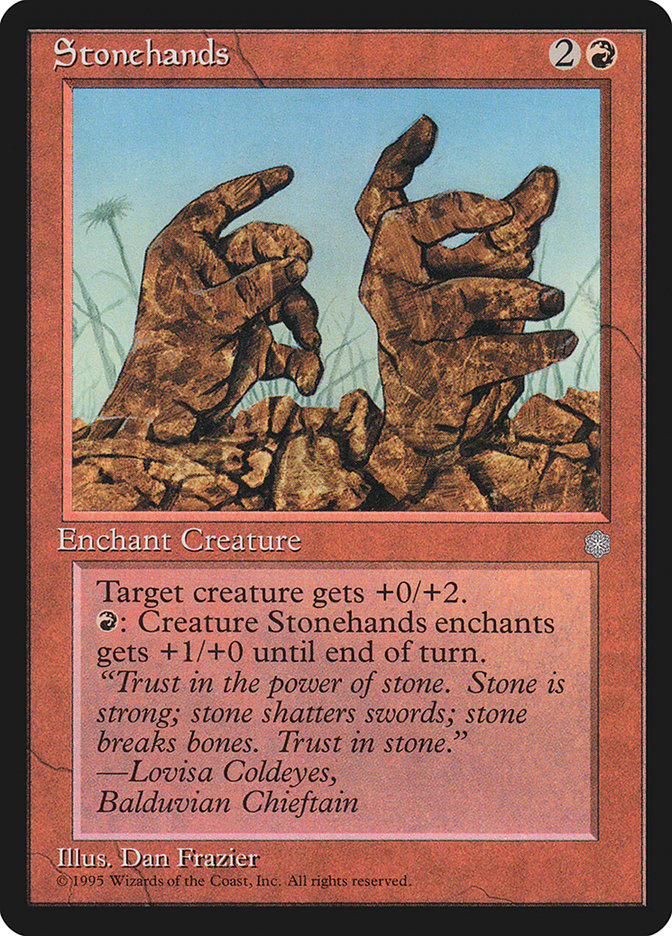 Stonehands 2
Enchant Creature
Target creature gets +0/+2.
: Creature Stonehands enchants
gets +1/+0 until end of turn.
“Trust in the power of stone. Stone is
strong; stone shatters swords; stone
breaks bones. Trust in stone.”
—Lovisa Coldeyes,
Balduvian Chieftain
Illus. Dan Frazier
©1995 Wizards of the Coast, Inc. All rights reserved.